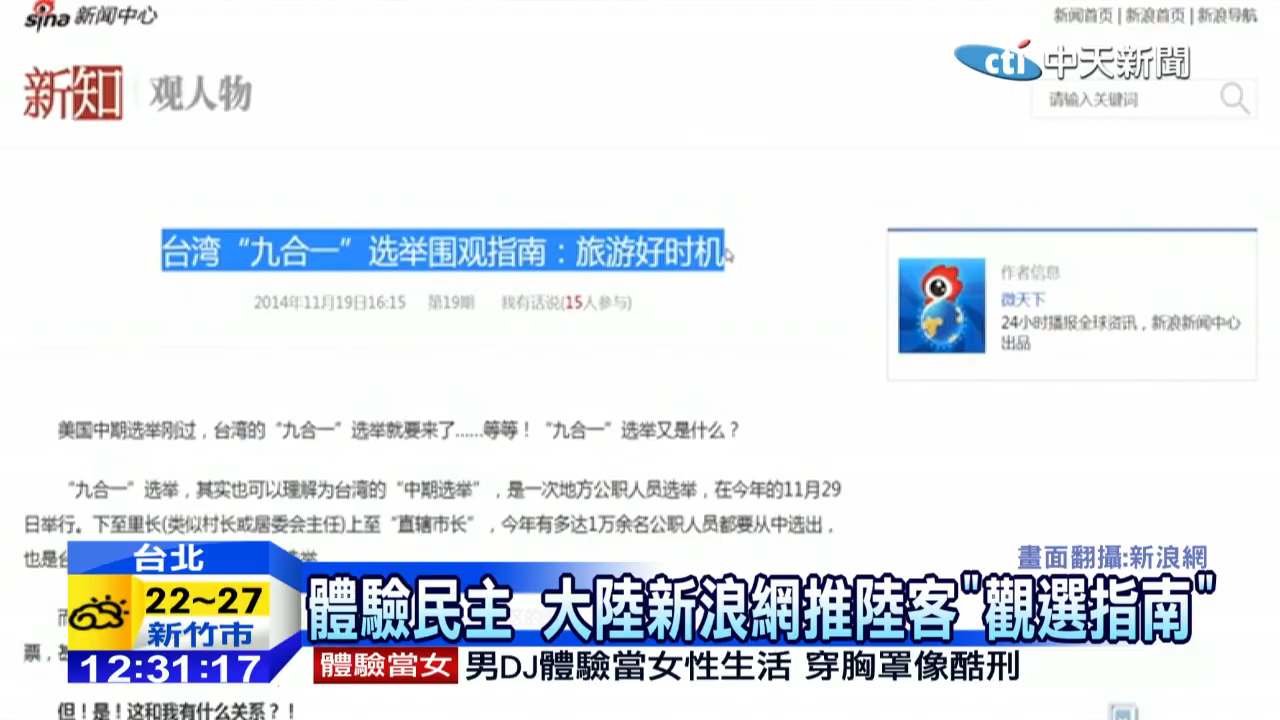 sina 新闻中心
新闻首页 | 新浪首页 | 新浪导航
cti 中天新聞
新知 观人物
请输入关键词
台湾“九合一”选举围观指南：旅游好时机
2014年11月19日16:15 第19期 我有话说(15人参与)
作者信息
微天下
24小时播报全球资讯，新浪新闻中心
出品
美国中期选举刚过，台湾的“九合一”选举就要来了......等等！“九合一”选举又是什么？
“九合一”选举，其实也可以理解为台湾的“中期选举”，是一次地方公职人员选举，在今年的11月29
日举行。下至里长(类似村长或居委会主任)上至“直辖市长”，今年有多达1万余名公职人员都要从中选出，
也是台
票，
但！是！这和我有什么关系？！
畫面翻攝:新浪網
台北
22~27
新竹市
12:31:17
體驗民主 大陸新浪網推陸客"觀選指南"
體驗當女 男DJ體驗當女性生活 穿胸罩像酷刑